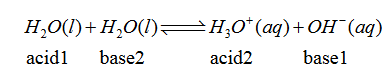 H₂O(l) + H₂O(l) ⇌ H₃O⁺(aq) + OH⁻(aq)
acid1 base2 acid2 base1